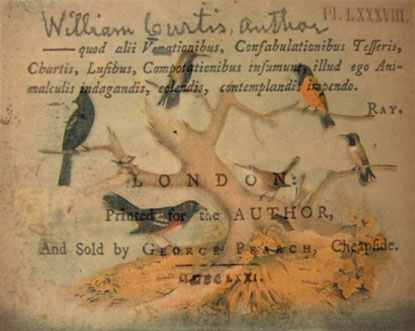 William Curtis, Author
Pl. LXXXVIII.
— quod alii Venationibus, Confabulationibus Teſſeris,
Chartis, Luſibus, Compotationibus inſumunt, illud ego Ani-
malculis indagandis, colendis, contemplandis impendo.
RAY.
LONDON:
Printed for the AUTHOR,
And Sold by GEORGE PEARCH, Cheapſide.
MDCCLXXI.